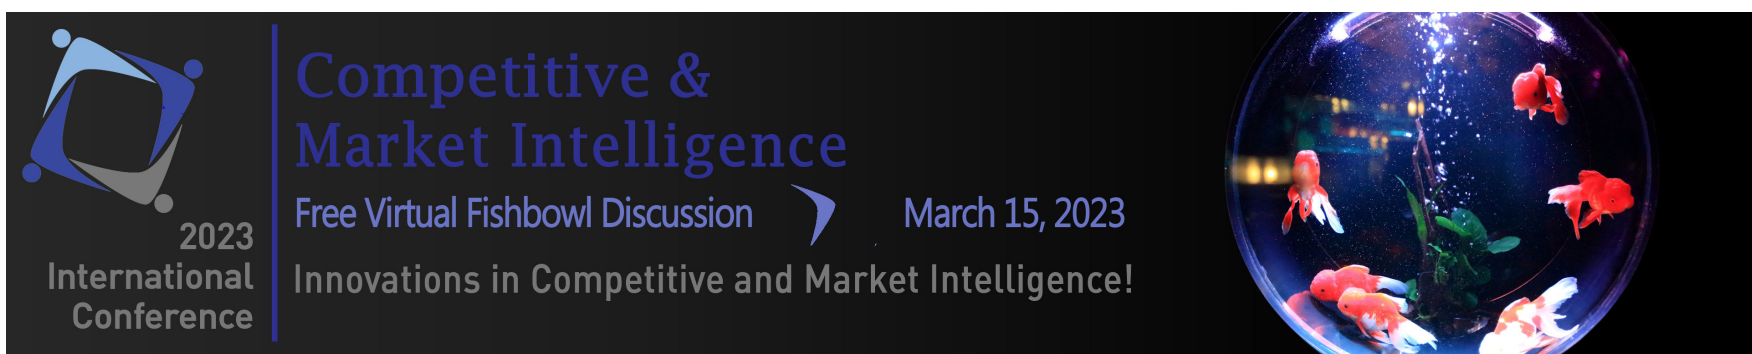 2023
International
Conference
Competitive &
Market Intelligence
Free Virtual Fishbowl Discussion
March 15, 2023
Innovations in Competitive and Market Intelligence!